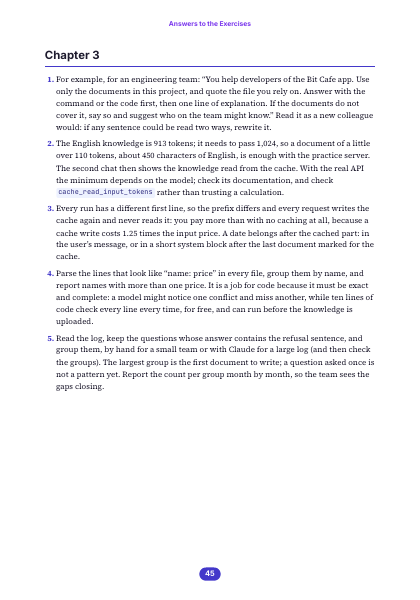 Answers to the Exercises
Chapter 3
1. For example, for an engineering team: “You help developers of the Bit Cafe app. Use
only the documents in this project, and quote the file you rely on. Answer with the
command or the code first, then one line of explanation. If the documents do not
cover it, say so and suggest who on the team might know.” Read it as a new colleague
would: if any sentence could be read two ways, rewrite it.
2. The English knowledge is 913 tokens; it needs to pass 1,024, so a document of a little
over 110 tokens, about 450 characters of English, is enough with the practice server.
The second chat then shows the knowledge read from the cache. With the real API
the minimum depends on the model; check its documentation, and check
cache_read_input_tokens rather than trusting a calculation.
3. Every run has a different first line, so the prefix differs and every request writes the
cache again and never reads it: you pay more than with no caching at all, because a
cache write costs 1.25 times the input price. A date belongs after the cached part: in
the user’s message, or in a short system block after the last document marked for the
cache.
4. Parse the lines that look like “name: price” in every file, group them by name, and
report names with more than one price. It is a job for code because it must be exact
and complete: a model might notice one conflict and miss another, while ten lines of
code check every line every time, for free, and can run before the knowledge is
uploaded.
5. Read the log, keep the questions whose answer contains the refusal sentence, and
group them, by hand for a small team or with Claude for a large log (and then check
the groups). The largest group is the first document to write; a question asked once is
not a pattern yet. Report the count per group month by month, so the team sees the
gaps closing.
45